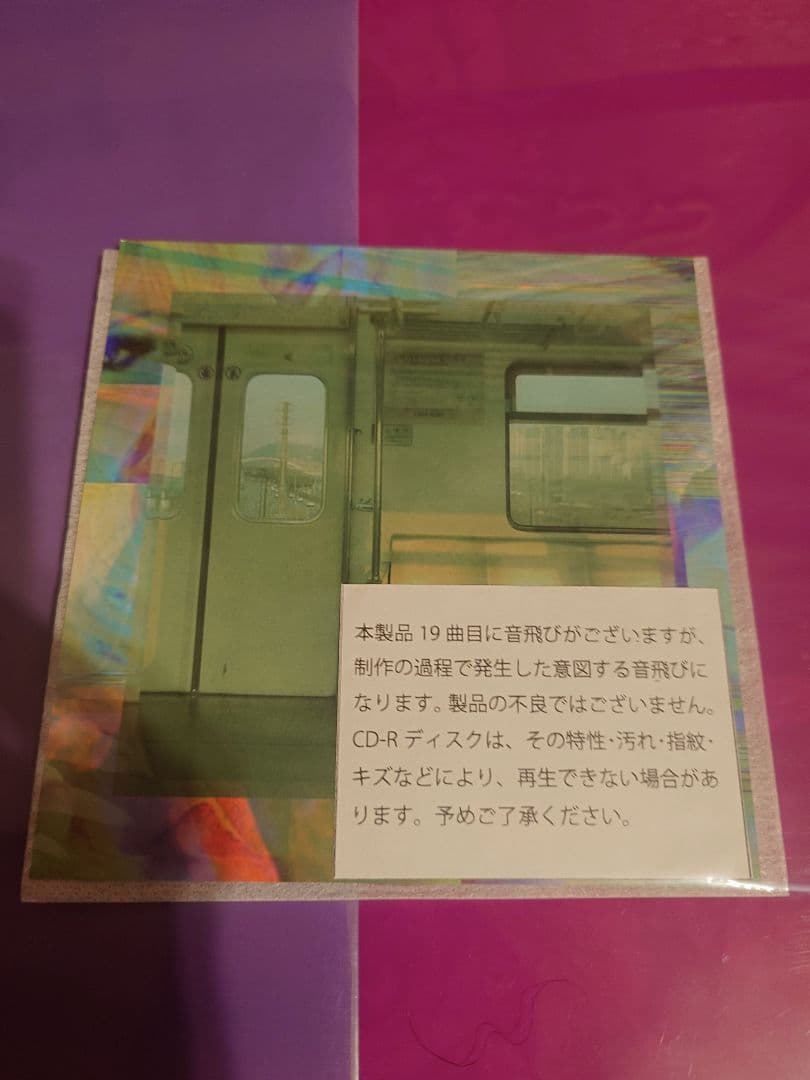 本製品 19 曲目に音飛びがございますが、
制作の過程で発生した意図する音飛びに
なります。製品の不良ではございません。
CD-R ディスクは、その特性・汚れ・指紋・
キズなどにより、再生できない場合があ
ります。予めご了承ください。